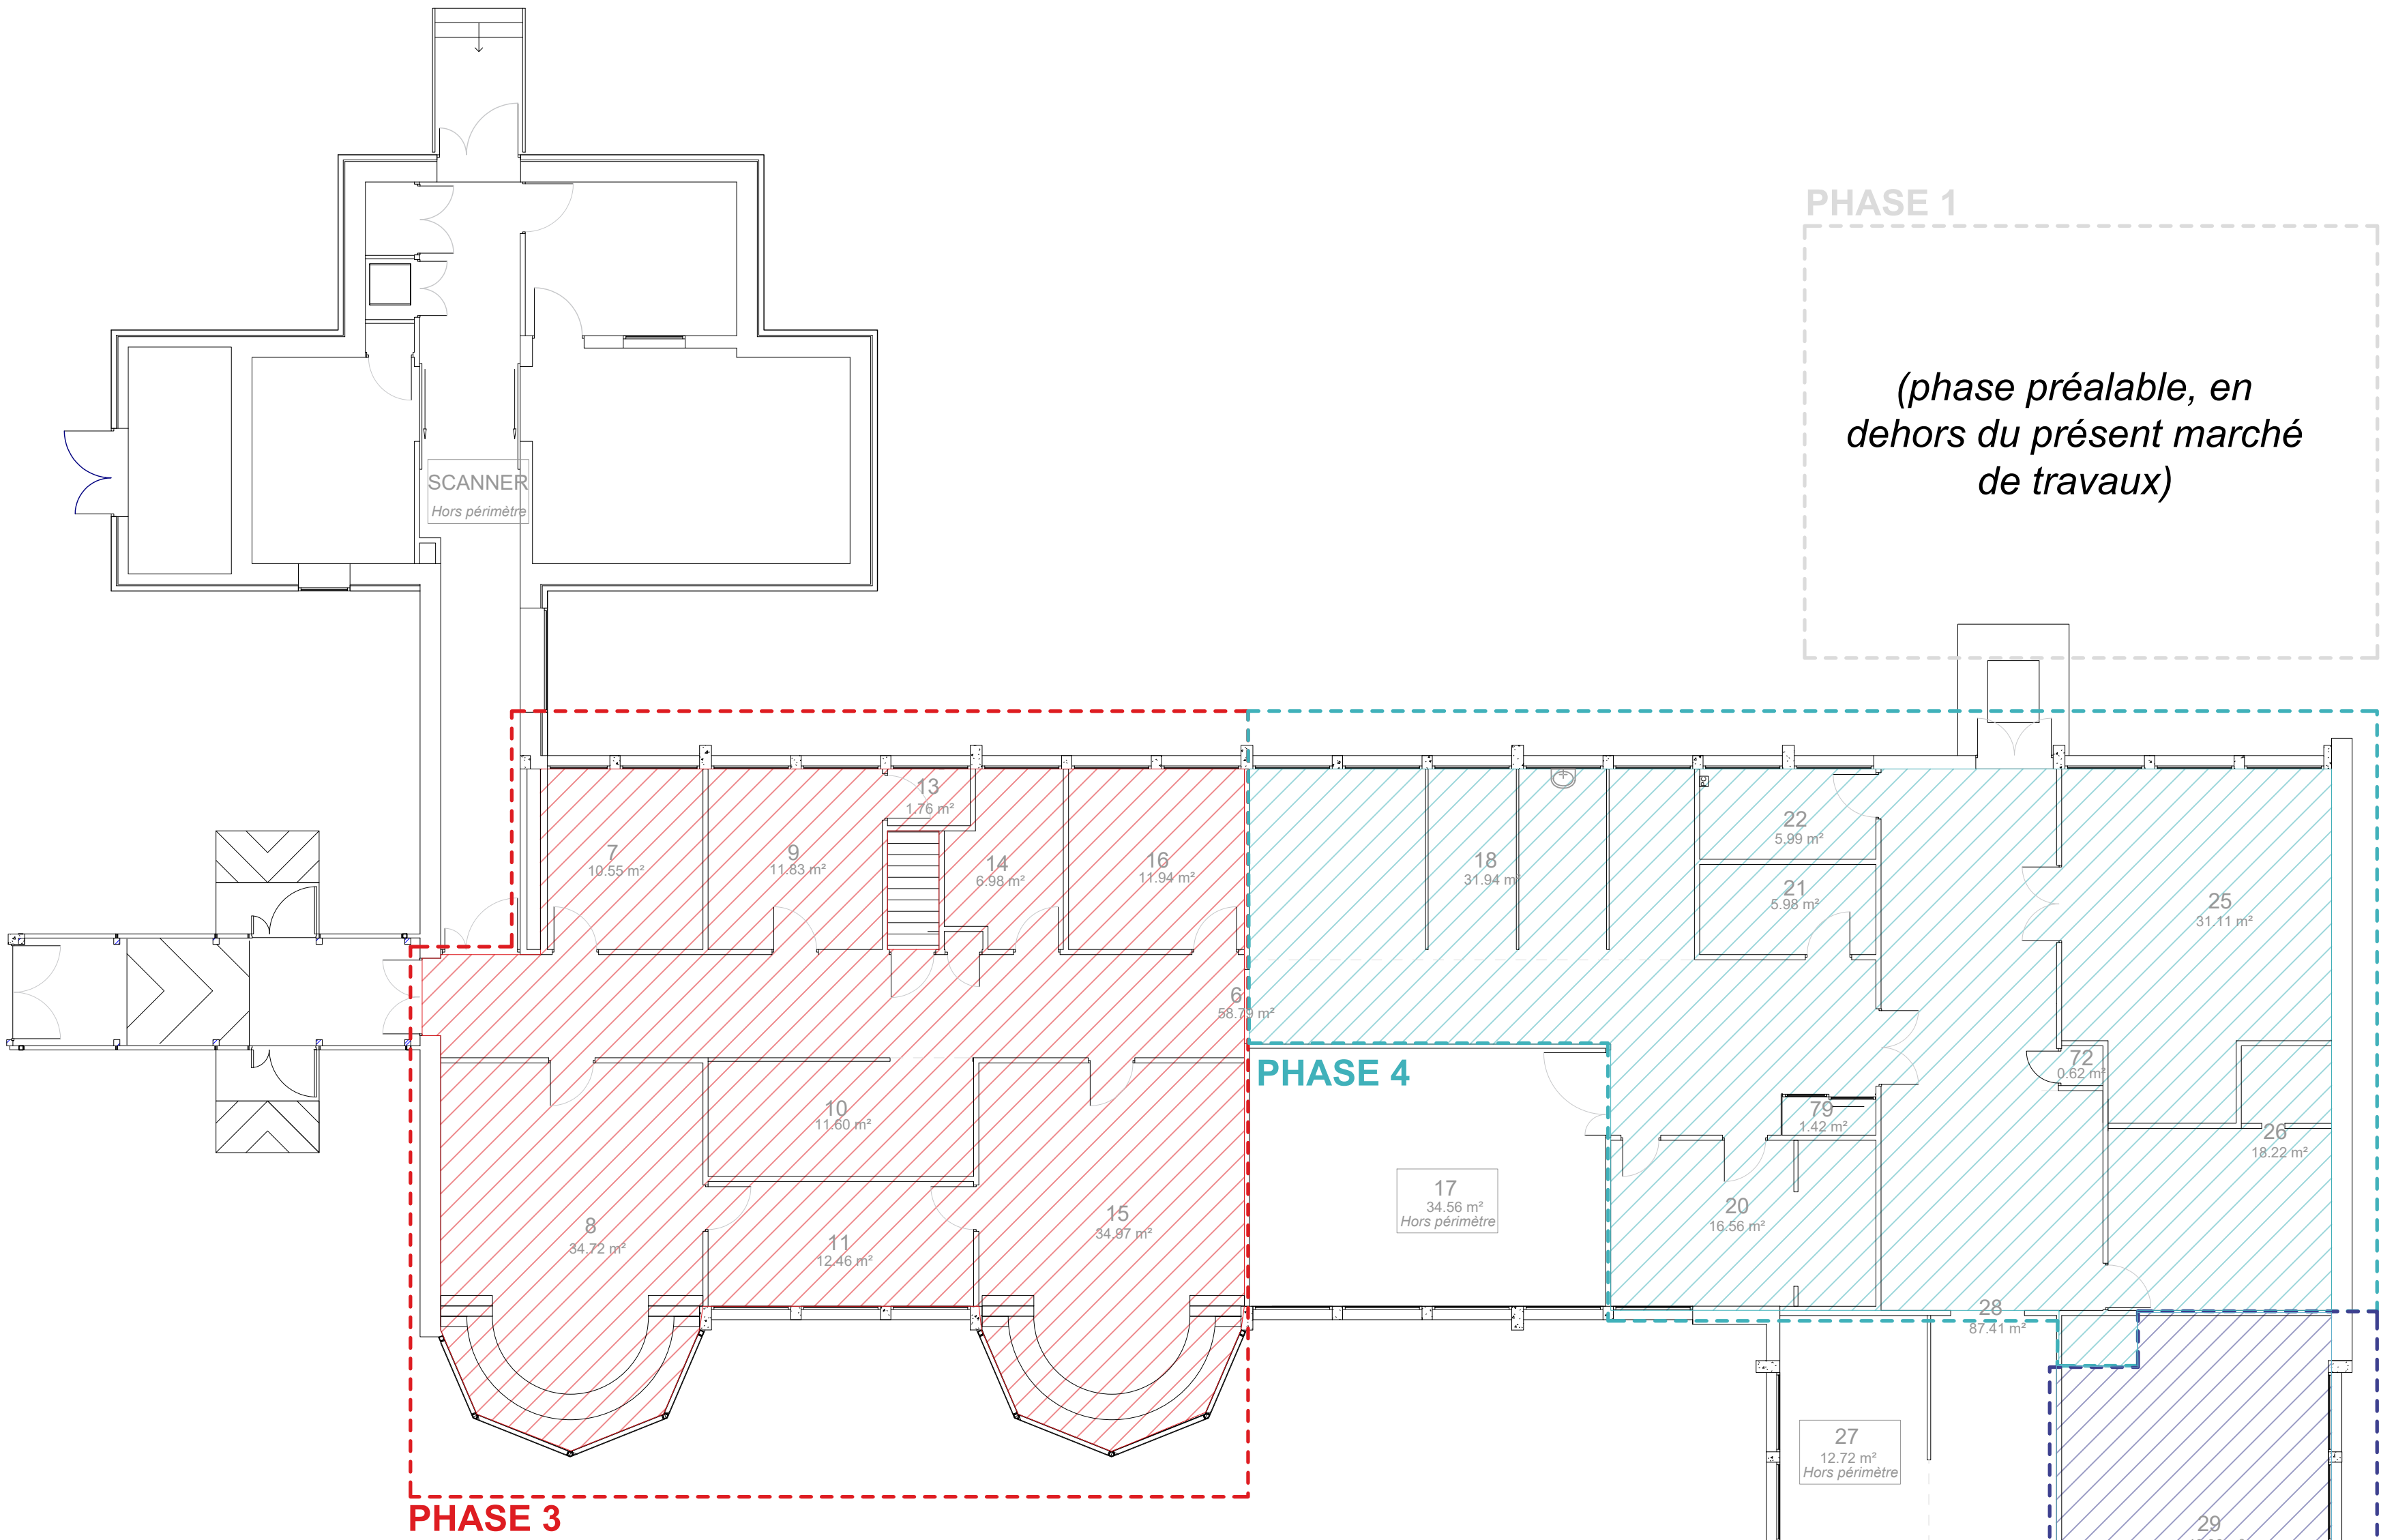 PHASE 1
(phase préalable, en
dehors du présent marché
de travaux)
SCANNER
Hors périmètre
13
1.76 m²
7
10.55 m²
9
11.83 m²
14
6.98 m²
16
11.94 m²
18
31.94 m²
22
5.99 m²
21
5.98 m²
25
31.11 m²
6
58.79 m²
PHASE 4
72
0.62 m²
10
11.60 m²
79
1.42 m²
26
18.22 m²
17
34.56 m²
Hors périmètre
20
16.56 m²
8
34.72 m²
11
12.46 m²
15
34.97 m²
28
87.41 m²
27
12.72 m²
Hors périmètre
PHASE 3
29